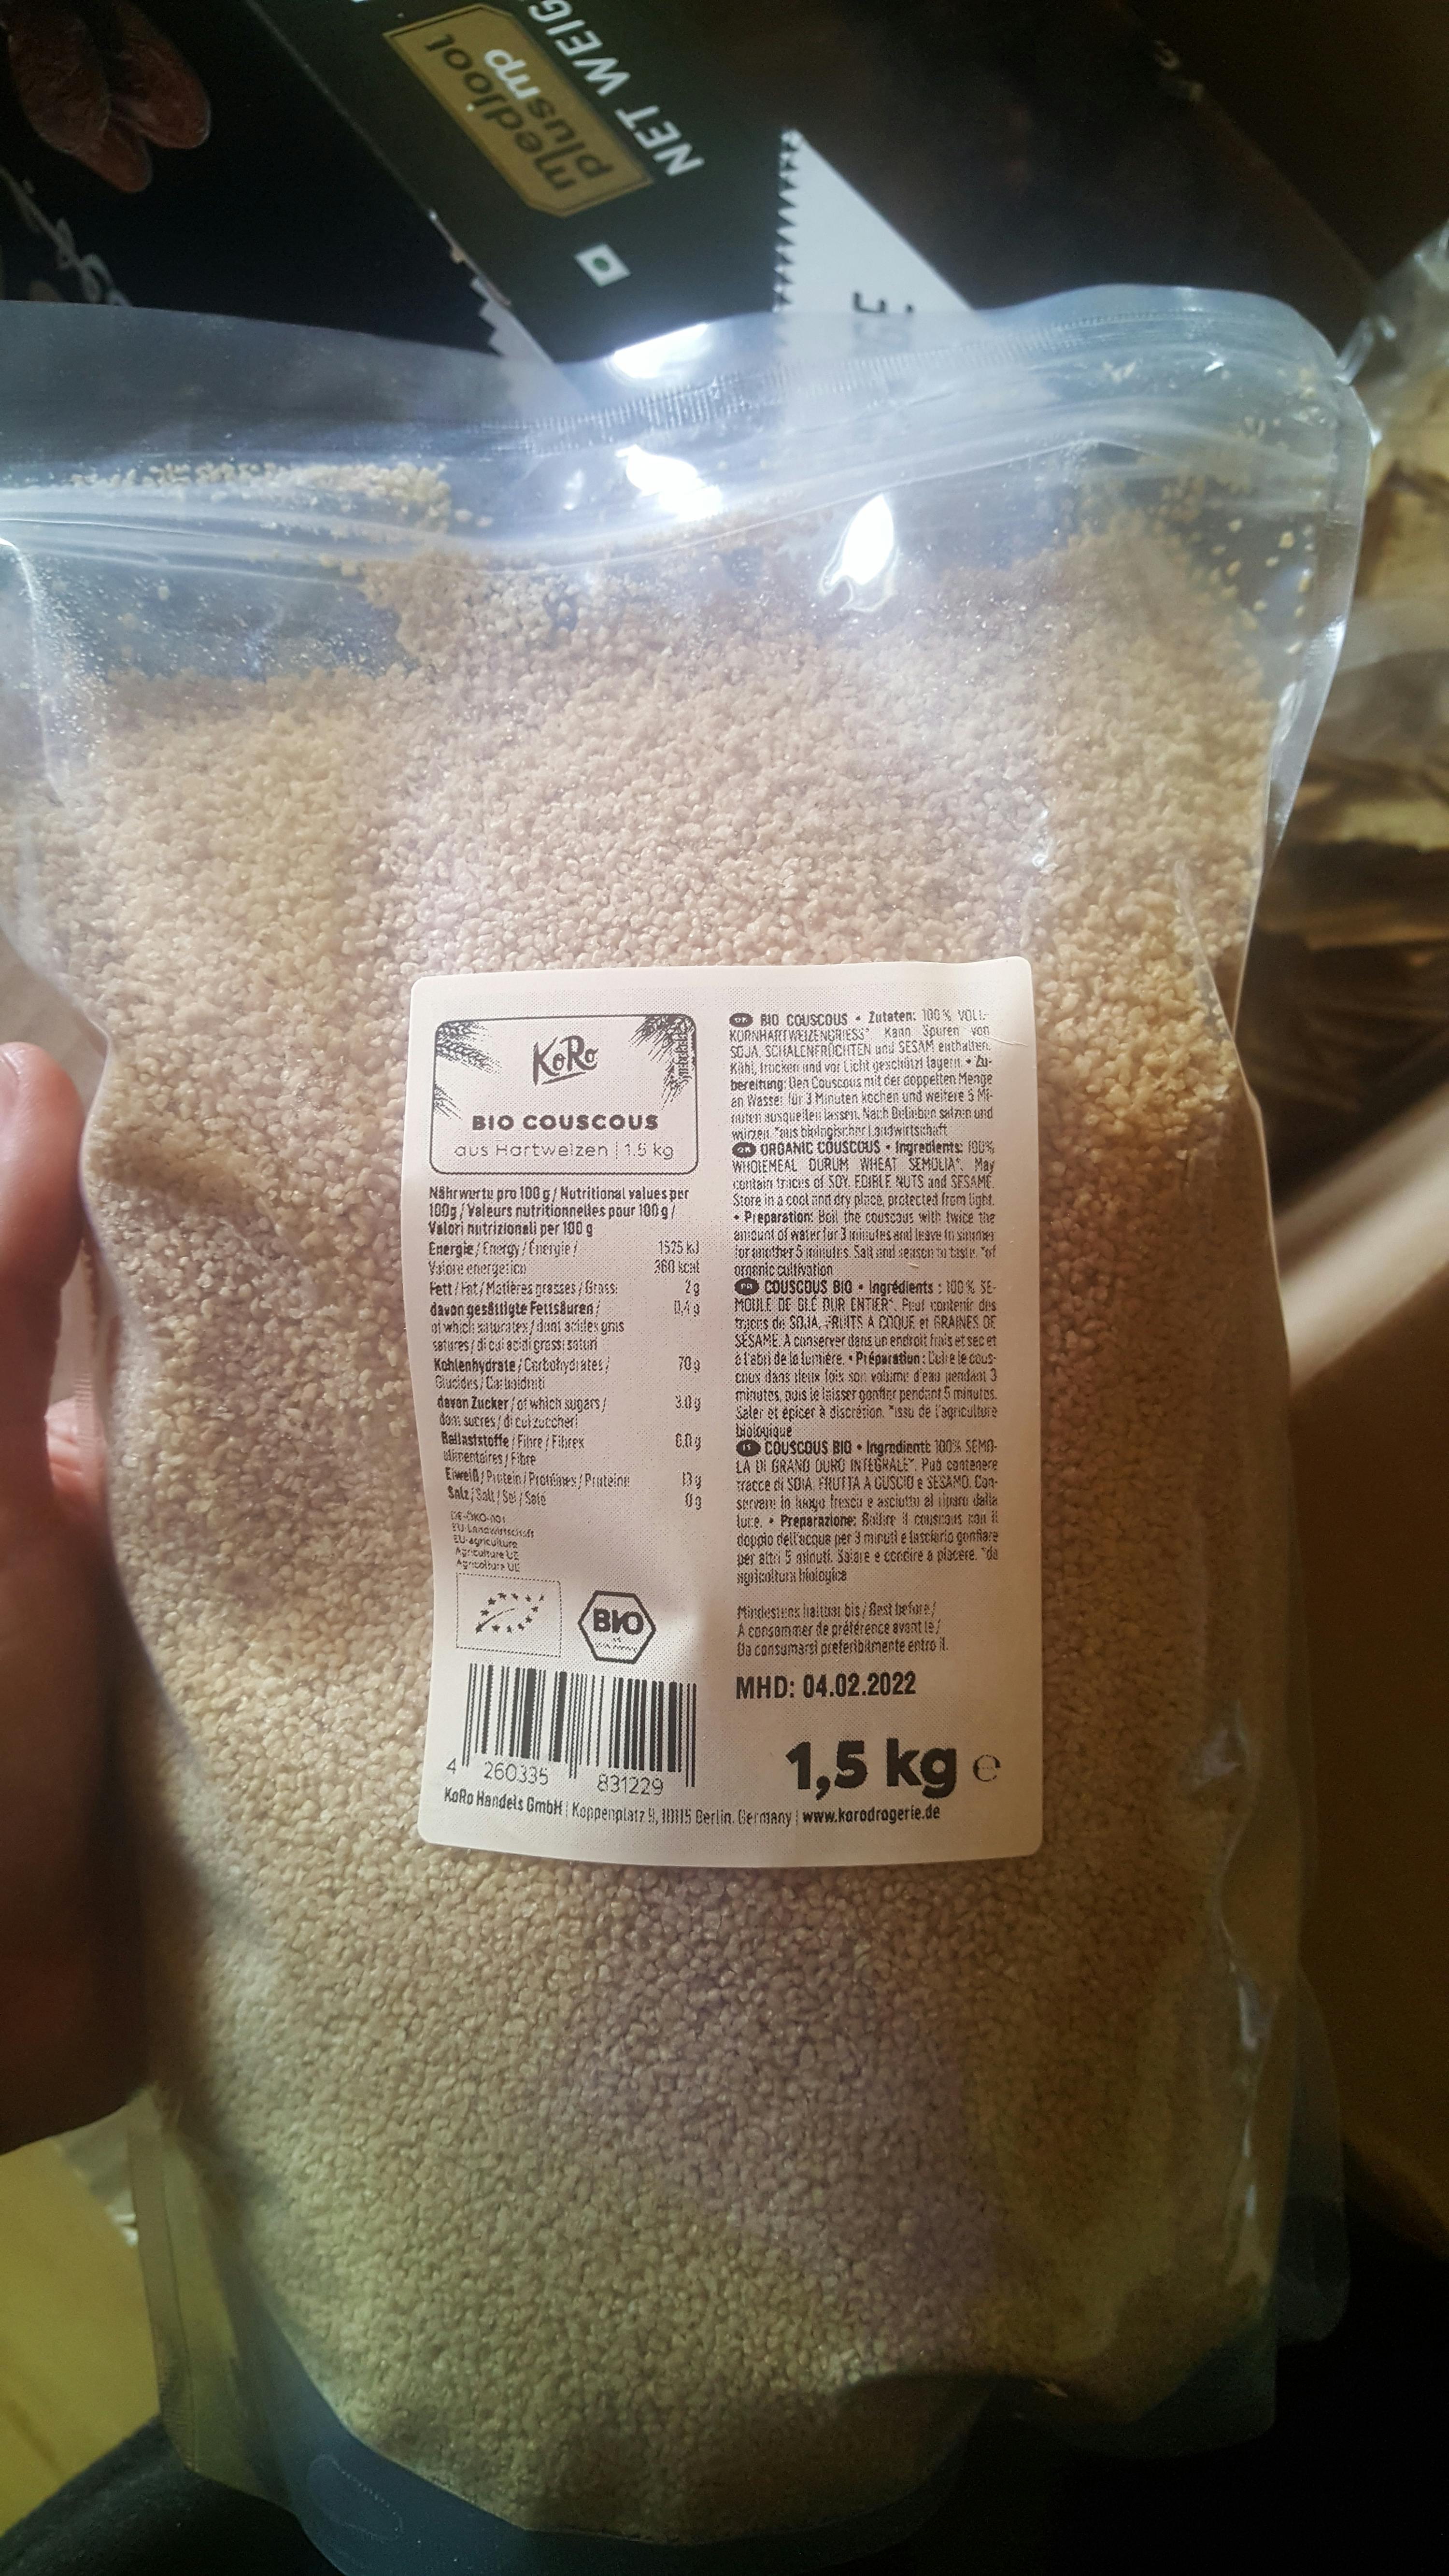 medjool
plus mp
NET WEIG
KoRo
BIO COUSCOUS
aus Hartweizen | 1.5 kg
Nährwerte pro 100 g / Nutritional values per
100g / Valeurs nutritionnelles pour 100 g /
Valori nutrizionali per 100 g
Energie / Energy / Énergie / 1525 kJ
Valore energetico 360 kcal
Fett / Fat / Matières grasses / Grassi 2 g
davon gesättigte Fettsäuren / 0,4 g
of which saturates / dont acides gras
saturés / di cui acidi grassi saturi
Kohlenhydrate / Carbohydrates / 70 g
Glucides / Carboidrati
davon Zucker / of which sugars / 3.0 g
dont sucres / di cui zuccheri
Ballaststoffe / Fibre / Fibres 6.0 g
alimentaires / Fibre
Eiweiß / Protein / Protéines / Proteine 13 g
Salz / Salt / Sel / Sale 0 g
DE-ÖKO-001
EU-Landwirtschaft
EU-agriculture
Agriculture UE
Agricoltura UE
BIO
4 260335 831229
DE BIO COUSCOUS • Zutaten: 100 % VOLL-
KORNHARTWEIZENGRIESS* Kann Spuren von
SOJA, SCHALENFRÜCHTEN und SESAM enthalten.
Kühl, trocken und vor Licht geschützt lagern. • Zu-
bereitung: Den Couscous mit der doppelten Menge
an Wasser für 3 Minuten kochen und weitere 5 Mi-
nuten ausquellen lassen. Nach Belieben salzen und
würzen. *aus biologischer Landwirtschaft
ORGANIC COUSCOUS • Ingredients: 100%
WHOLEMEAL DURUM WHEAT SEMOLIA*. May
contain traces of SOY, EDIBLE NUTS and SESAME.
Store in a cool and dry place, protected from light.
• Preparation: Boil the couscous with twice the
amount of water for 3 minutes and leave to simmer
for another 5 minutes. Salt and season to taste. *of
organic cultivation
FR COUSCOUS BIO • Ingrédients : 100 % SE-
MOULE DE BLÉ DUR ENTIER*. Peut contenir des
traces de SOJA, FRUITS A COQUE et GRAINES DE
SÉSAME. A conserver dans un endroit frais et sec et
à l'abri de la lumière. • Préparation : Cuire le cous-
cous dans deux fois son volume d'eau pendant 3
minutes, puis le laisser gonfler pendant 5 minutes.
Saler et épicer à discrétion. *issu de l'agriculture
biologique
COUSCOUS BIO • Ingredienti: 100% SEMO-
LA DI GRANO DURO INTEGRALE*. Può contenere
tracce di SOIA, FRUTTA A GUSCIO e SESAMO. Con-
servare in luogo fresco e asciutto al riparo dalla
luce. • Preparazione: Bollire il couscous con il
doppio dell'acqua per 3 minuti e lasciarlo gonfiare
per altri 5 minuti. Salare e condire a piacere. *da
agricoltura biologica
Mindestens haltbar bis / Best before /
A consommer de préférence avant le /
Da consumarsi preferibilmente entro il.
MHD: 04.02.2022
1,5 kg e
KoRo Handels GmbH | Koppenplatz 9, 10115 Berlin, Germany | www.korodrogerie.de